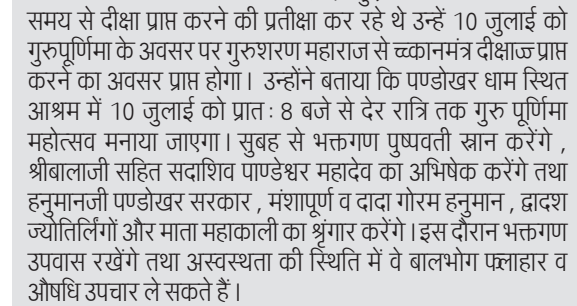 समय से दीक्षा प्राप्त करने की प्रतीक्षा कर रहे थे उन्हें 10 जुलाई को
गुरुपूर्णिमा के अवसर पर गुरुशरण महाराज से च्कानमंत्र दीक्षाज् प्राप्त
करने का अवसर प्राप्त होगा। उन्होंने बताया कि पण्डोखर धाम स्थित
आश्रम में 10 जुलाई को प्रात: 8 बजे से देर रात्रि तक गुरु पूर्णिमा
महोत्सव मनाया जाएगा। सुबह से भक्तगण पुष्पवती स्नान करेंगे ,
श्रीबालाजी सहित सदाशिव पाण्डेश्वर महादेव का अभिषेक करेंगे तथा
हनुमानजी पण्डोखर सरकार , मंशापूर्ण व दादा गोरम हनुमान , द्वादश
ज्योतिर्लिंगों और माता महाकाली का श्रृंगार करेंगे। इस दौरान भक्तगण
उपवास रखेंगे तथा अस्वस्थता की स्थिति में वे बालभोग फ्लाहार व
औषधि उपचार ले सकते हैं।